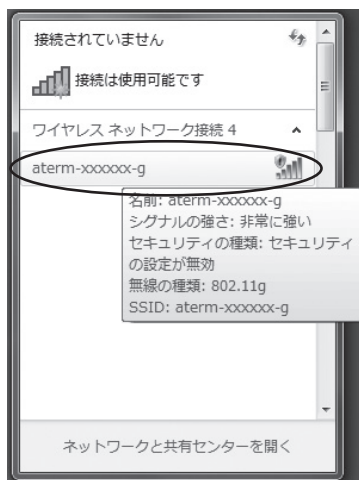 接続されていません
接続は使用可能です
ワイヤレス ネットワーク接続 4
aterm-xxxxxx-g
名前: aterm-xxxxxx-g
シグナルの強さ: 非常に強い
セキュリティの種類: セキュリティ
の設定が無効
無線の種類: 802.11g
SSID: aterm-xxxxxx-g
ネットワークと共有センターを開く